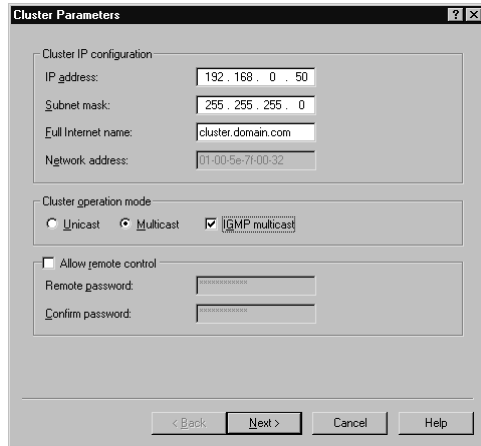 Cluster Parameters
Cluster IP configuration
IP address: 192 . 168 . 0 . 50
Subnet mask: 255 . 255 . 255 . 0
Full Internet name: cluster.domain.com
Network address: 01-00-5e-7f-00-32
Cluster operation mode
Unicast Multicast IGMP multicast
Allow remote control
Remote password: **********
Confirm password: **********
< Back Next > Cancel Help